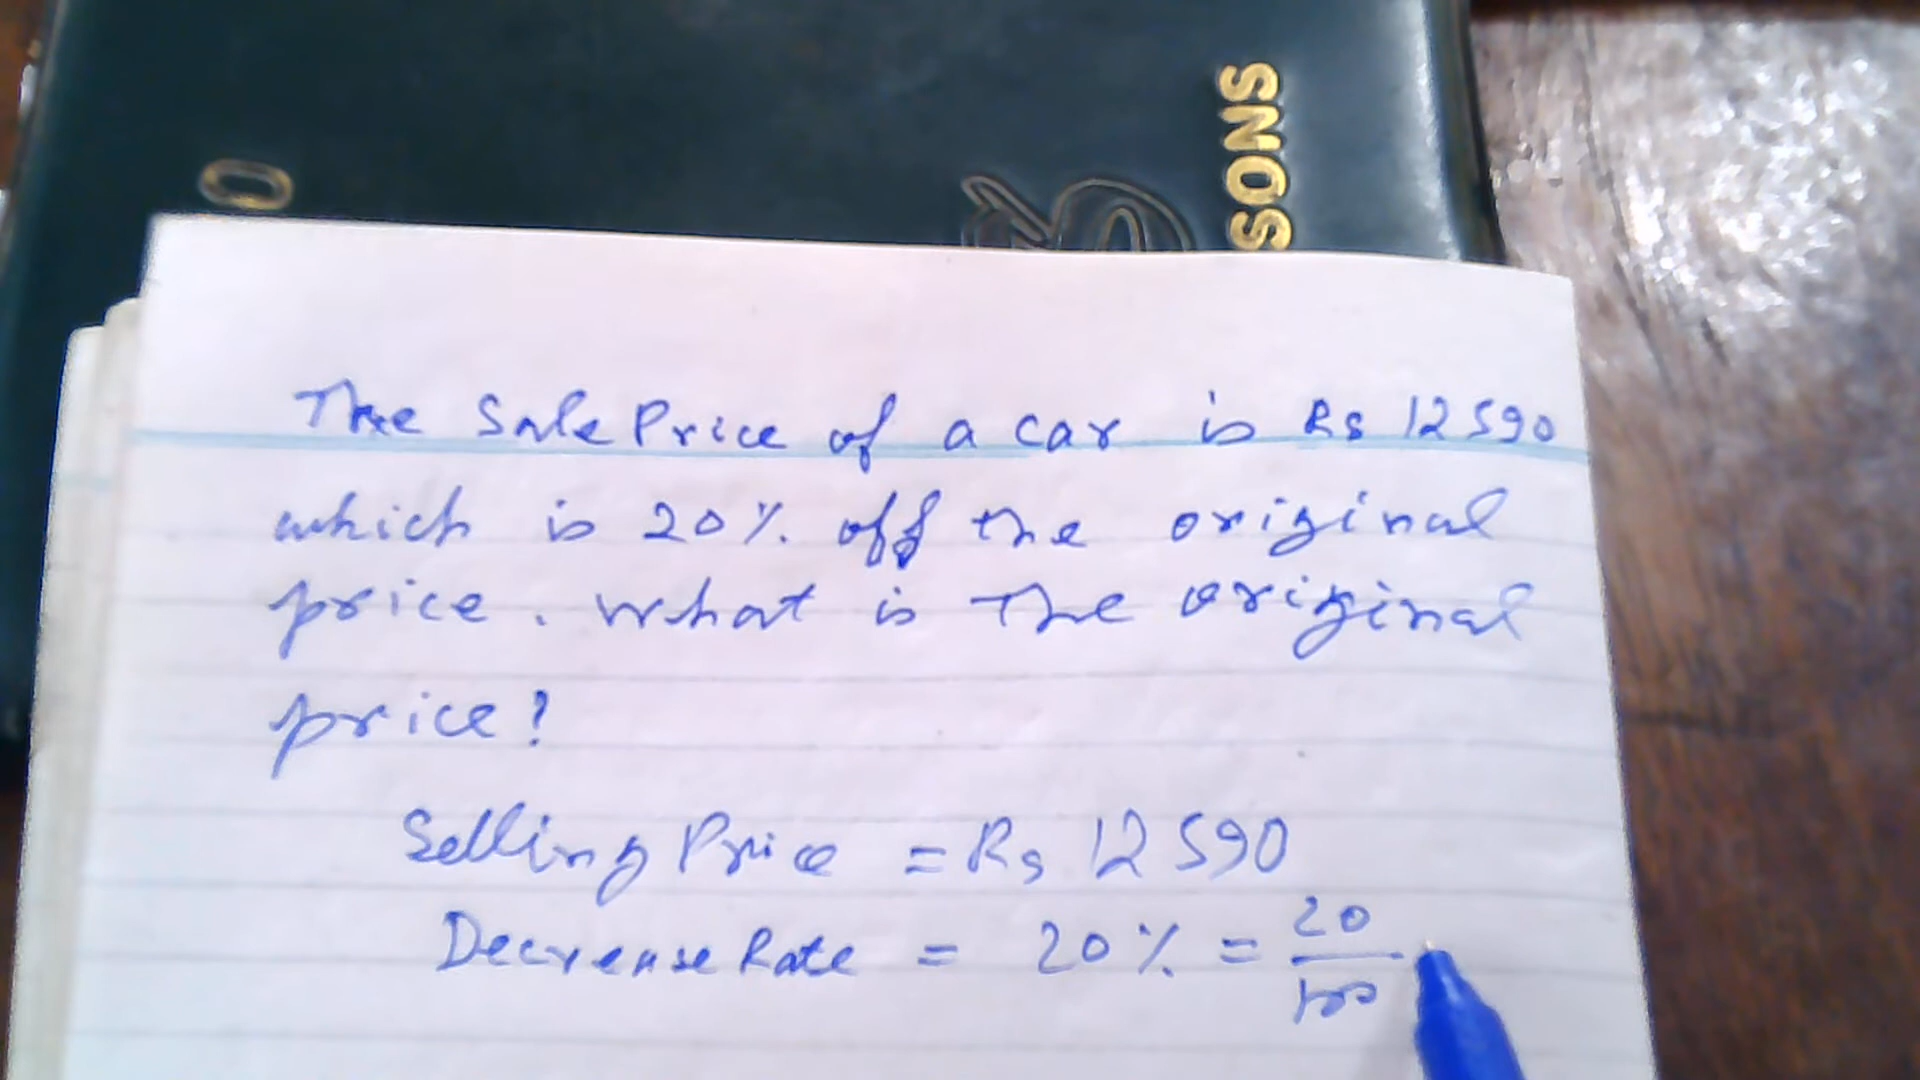 SONS
O
The Sale Price of a car is Rs 12590
which is 20% off the original
price. what is the original
price?
Selling Price = Rs 12590
Decrease Rate = 20% = 20/100